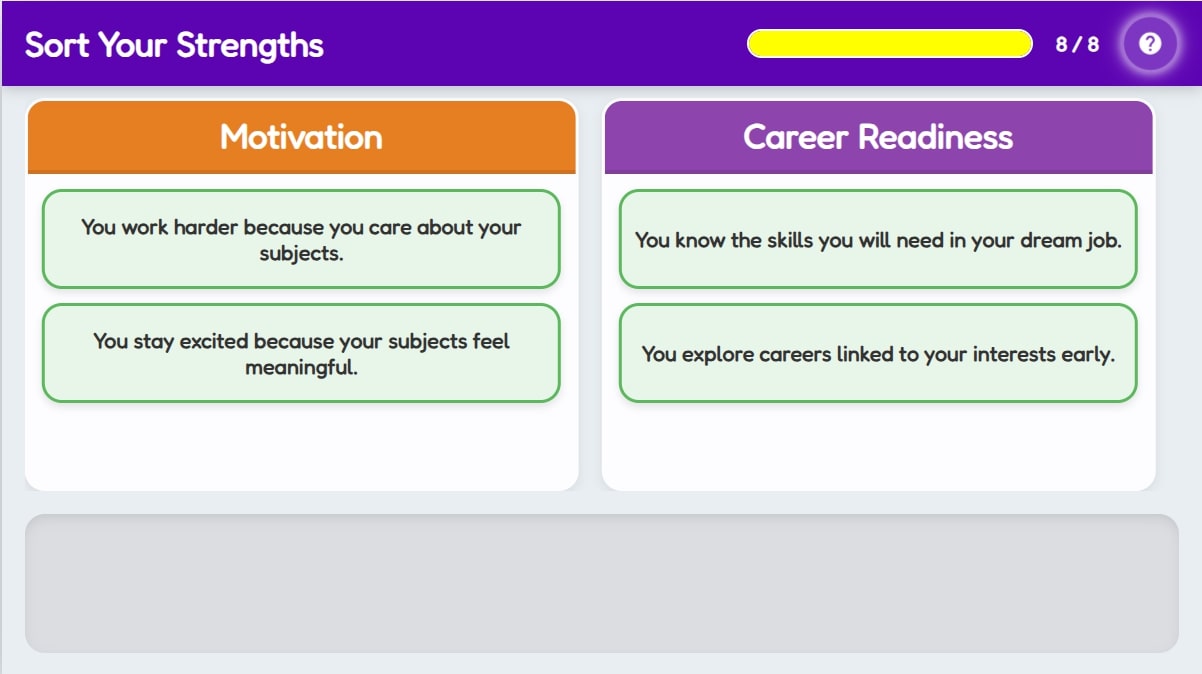 Sort Your Strengths
8 / 8
?
Motivation
You work harder because you care about your
subjects.
You stay excited because your subjects feel
meaningful.
Career Readiness
You know the skills you will need in your dream job.
You explore careers linked to your interests early.